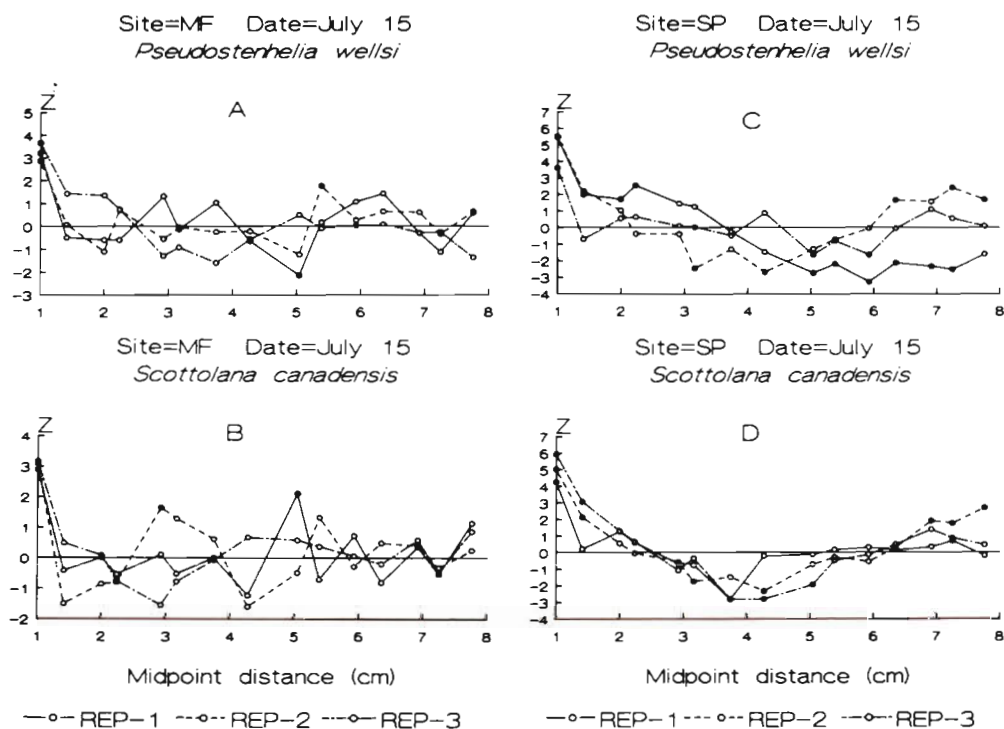 Site=MF Date=July 15
Pseudostenhelia wellsi
Z
A
5
4
3
2
1
0
-1
-2
-3
1 2 3 4 5 6 7 8
Site=SP Date=July 15
Pseudostenhelia wellsi
Z
C
7
6
5
4
3
2
1
0
-1
-2
-3
-4
1 2 3 4 5 6 7 8
Site=MF Date=July 15
Scottolana canadensis
Z
B
4
3
2
1
0
-1
-2
1 2 3 4 5 6 7 8
Midpoint distance (cm)
REP-1 REP-2 REP-3
Site=SP Date=July 15
Scottolana canadensis
Z
D
7
6
5
4
3
2
1
0
-1
-2
-3
-4
1 2 3 4 5 6 7 8
Midpoint distance (cm)
REP-1 REP-2 REP-3